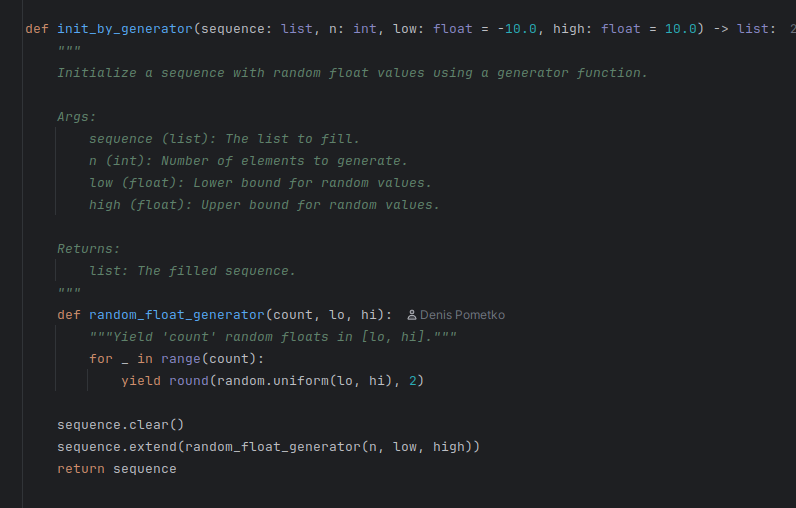 def init_by_generator(sequence: list, n: int, low: float = -10.0, high: float = 10.0) -> list: 2
"""
Initialize a sequence with random float values using a generator function.
Args:
sequence (list): The list to fill.
n (int): Number of elements to generate.
low (float): Lower bound for random values.
high (float): Upper bound for random values.
Returns:
list: The filled sequence.
"""
def random_float_generator(count, lo, hi): Denis Pometko
"""Yield 'count' random floats in [lo, hi]."""
for _ in range(count):
yield round(random.uniform(lo, hi), 2)
sequence.clear()
sequence.extend(random_float_generator(n, low, high))
return sequence